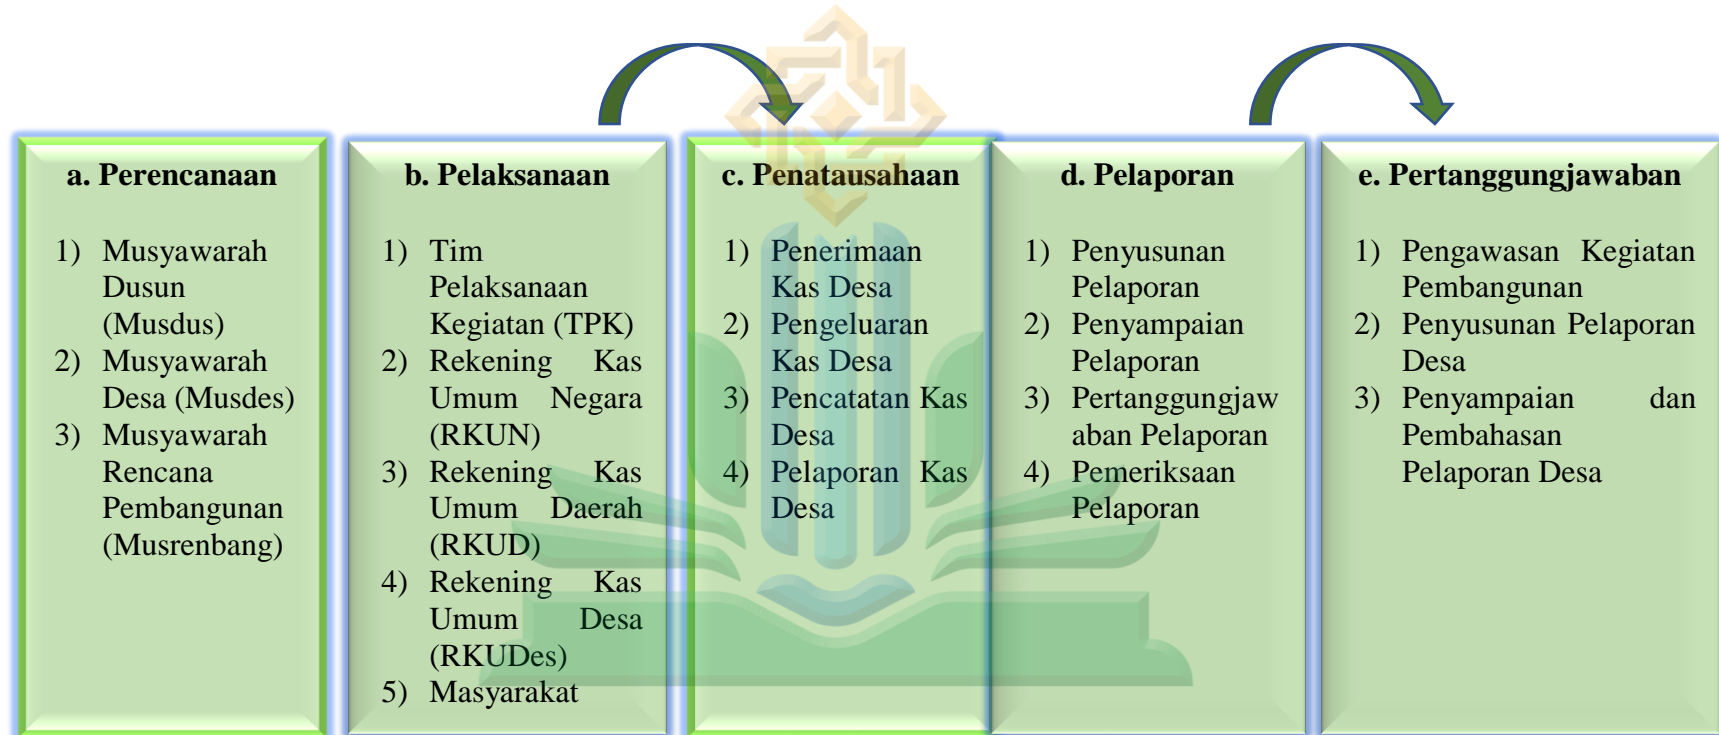 a. Perencanaan
1) Musyawarah
Dusun
(Musdus)
2) Musyawarah
Desa (Musdes)
3) Musyawarah
Rencana
Pembangunan
(Musrenbang)
b. Pelaksanaan
1) Tim
Pelaksanaan
Kegiatan (TPK)
2) Rekening Kas
Umum Negara
(RKUN)
3) Rekening Kas
Umum Daerah
(RKUD)
4) Rekening Kas
Umum Desa
(RKUDes)
5) Masyarakat
c. Penatausahaan
1) Penerimaan
Kas Desa
2) Pengeluaran
Kas Desa
3) Pencatatan Kas
Desa
4) Pelaporan Kas
Desa
d. Pelaporan
1) Penyusunan
Pelaporan
2) Penyampaian
Pelaporan
3) Pertanggungjaw
aban Pelaporan
4) Pemeriksaan
Pelaporan
e. Pertanggungjawaban
1) Pengawasan Kegiatan
Pembangunan
2) Penyusunan Pelaporan
Desa
3) Penyampaian dan
Pembahasan
Pelaporan Desa